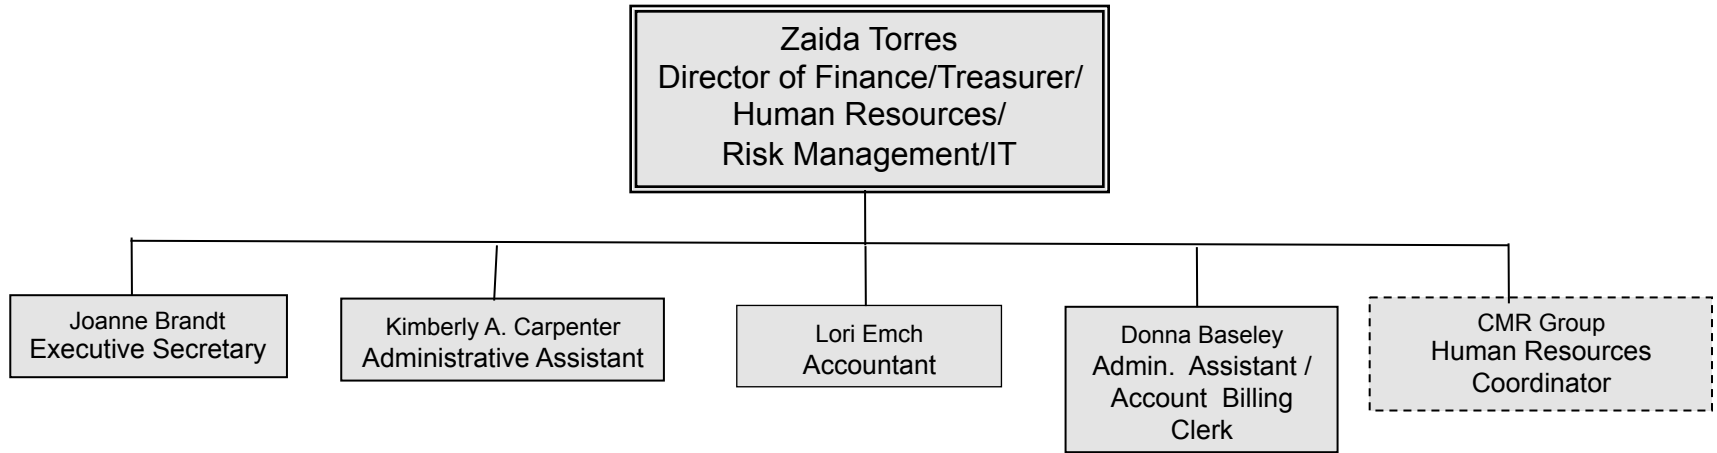 Zaida Torres
Director of Finance/Treasurer/
Human Resources/
Risk Management/IT
Joanne Brandt
Executive Secretary
Kimberly A. Carpenter
Administrative Assistant
Lori Emch
Accountant
Donna Baseley
Admin. Assistant /
Account Billing
Clerk
CMR Group
Human Resources
Coordinator